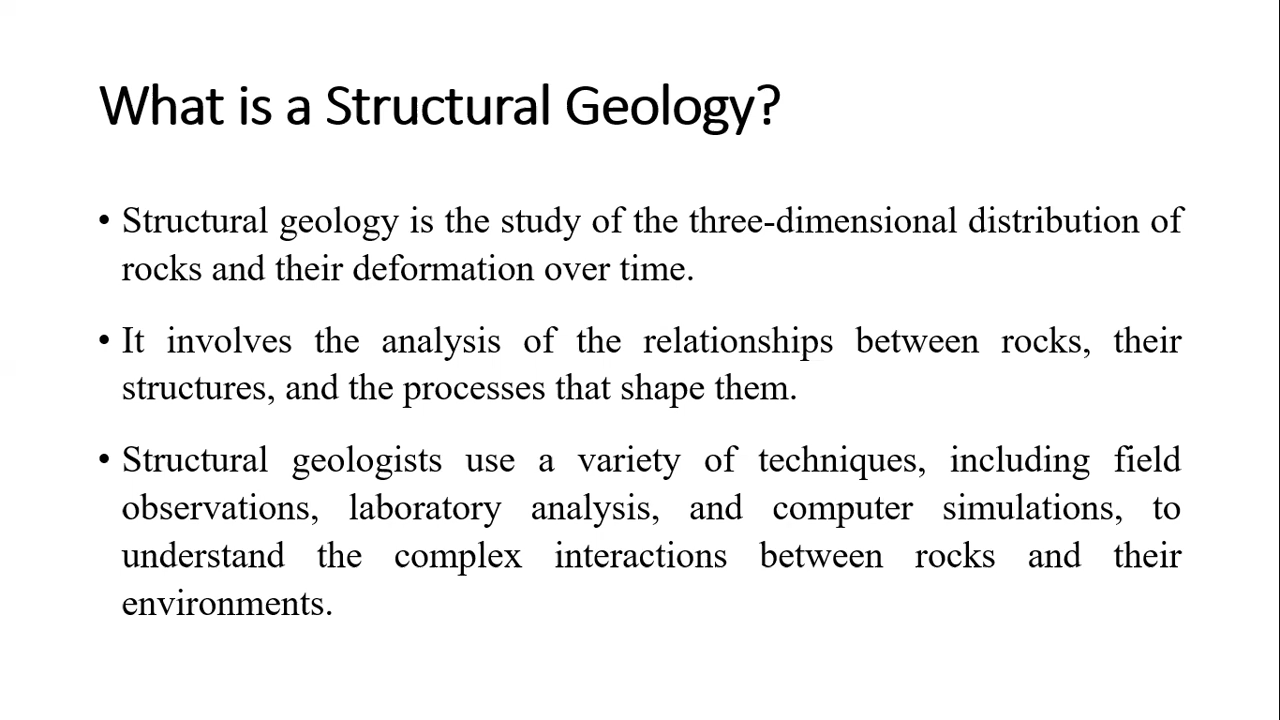 What is a Structural Geology?
• Structural geology is the study of the three-dimensional distribution of
rocks and their deformation over time.
• It involves the analysis of the relationships between rocks, their
structures, and the processes that shape them.
• Structural geologists use a variety of techniques, including field
observations, laboratory analysis, and computer simulations, to
understand the complex interactions between rocks and their
environments.